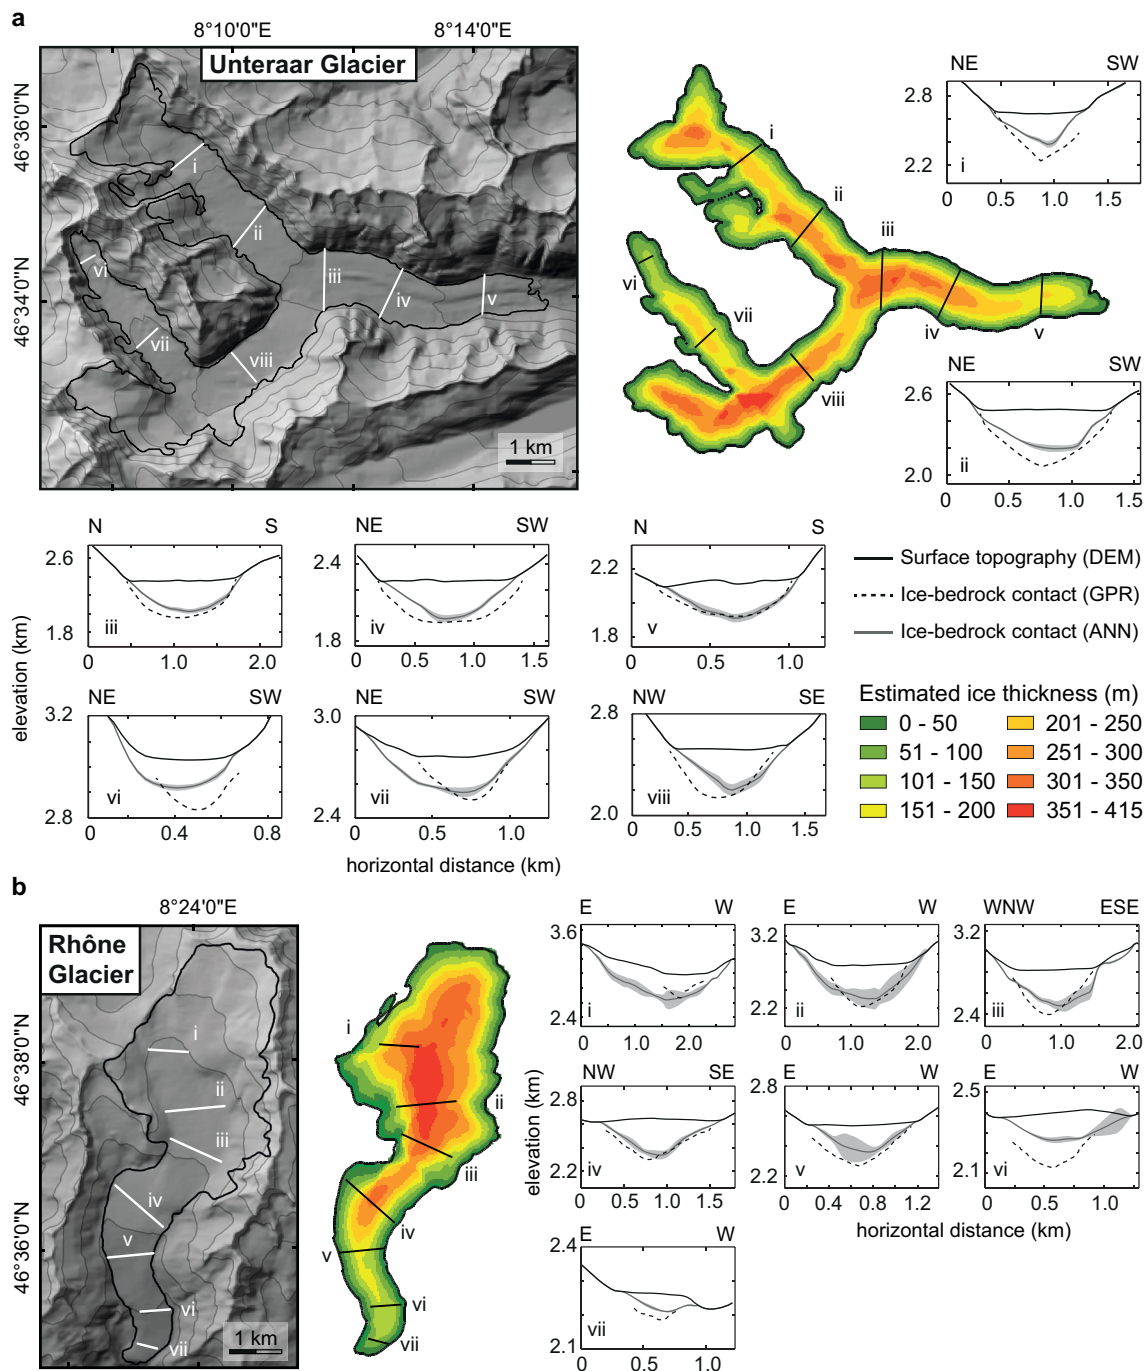 a
8°10'0"E
8°14'0"E
Unteraar Glacier
46°36'0"N
46°34'0"N
i
ii
iii
iv
v
vi
vii
viii
1 km
i
ii
iii
iv
v
vi
vii
viii
NE SW
2.8
2.2
i
0 0.5 1.0 1.5
NE SW
2.6
2.0
ii
0 0.5 1.0 1.5
N S
2.6
1.8
iii
0 1.0 2.0
NE SW
2.4
1.8
iv
0 0.5 1.0 1.5
N S
2.2
1.8
v
0 0.5 1.0
Surface topography (DEM)
Ice-bedrock contact (GPR)
Ice-bedrock contact (ANN)
elevation (km)
NE SW
3.2
2.8
vi
0 0.4 0.8
NE SW
3.0
2.4
vii
0 0.5 1.0
NW SE
2.8
2.2
viii
0 0.5 1.0 1.5
Estimated ice thickness (m)
0 - 50
51 - 100
101 - 150
151 - 200
201 - 250
251 - 300
301 - 350
351 - 415
horizontal distance (km)
b
8°24'0"E
Rhône
Glacier
46°38'0"N
46°36'0"N
i
ii
iii
iv
v
vi
vii
1 km
i
ii
iii
iv
v
vi
vii
E W
3.6
2.4
i
0 1.0 2.0
E W
3.2
2.2
ii
0 1.0 2.0
WNW ESE
3.2
2.4
iii
0 1.0 2.0
elevation (km)
NW SE
2.8
2.2
iv
0 0.5 1.0 1.5
E W
2.8
2.2
v
0 0.4 0.8 1.2
E W
2.5
2.1
vi
0 0.5 1.0
horizontal distance (km)
E W
2.4
2.1
vii
0 0.5 1.0